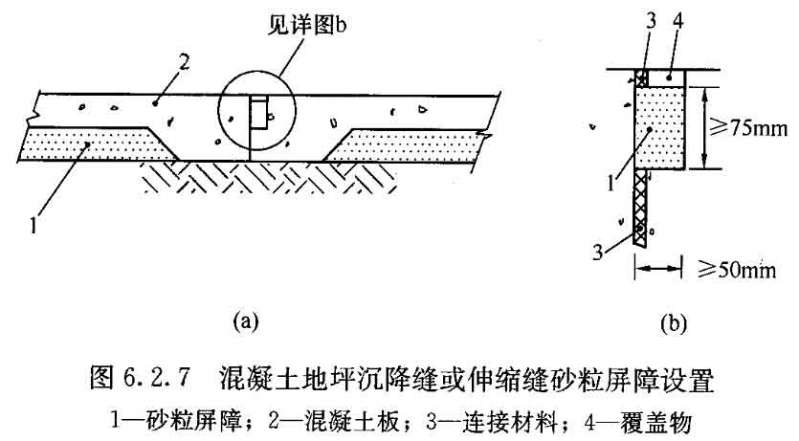 见详图b
2
1
(a)
3 4
≥75mm
1
3
≥50mm
(b)
图 6.2.7 混凝土地坪沉降缝或伸缩缝砂粒屏障设置
1—砂粒屏障；2—混凝土板；3—连接材料；4—覆盖物